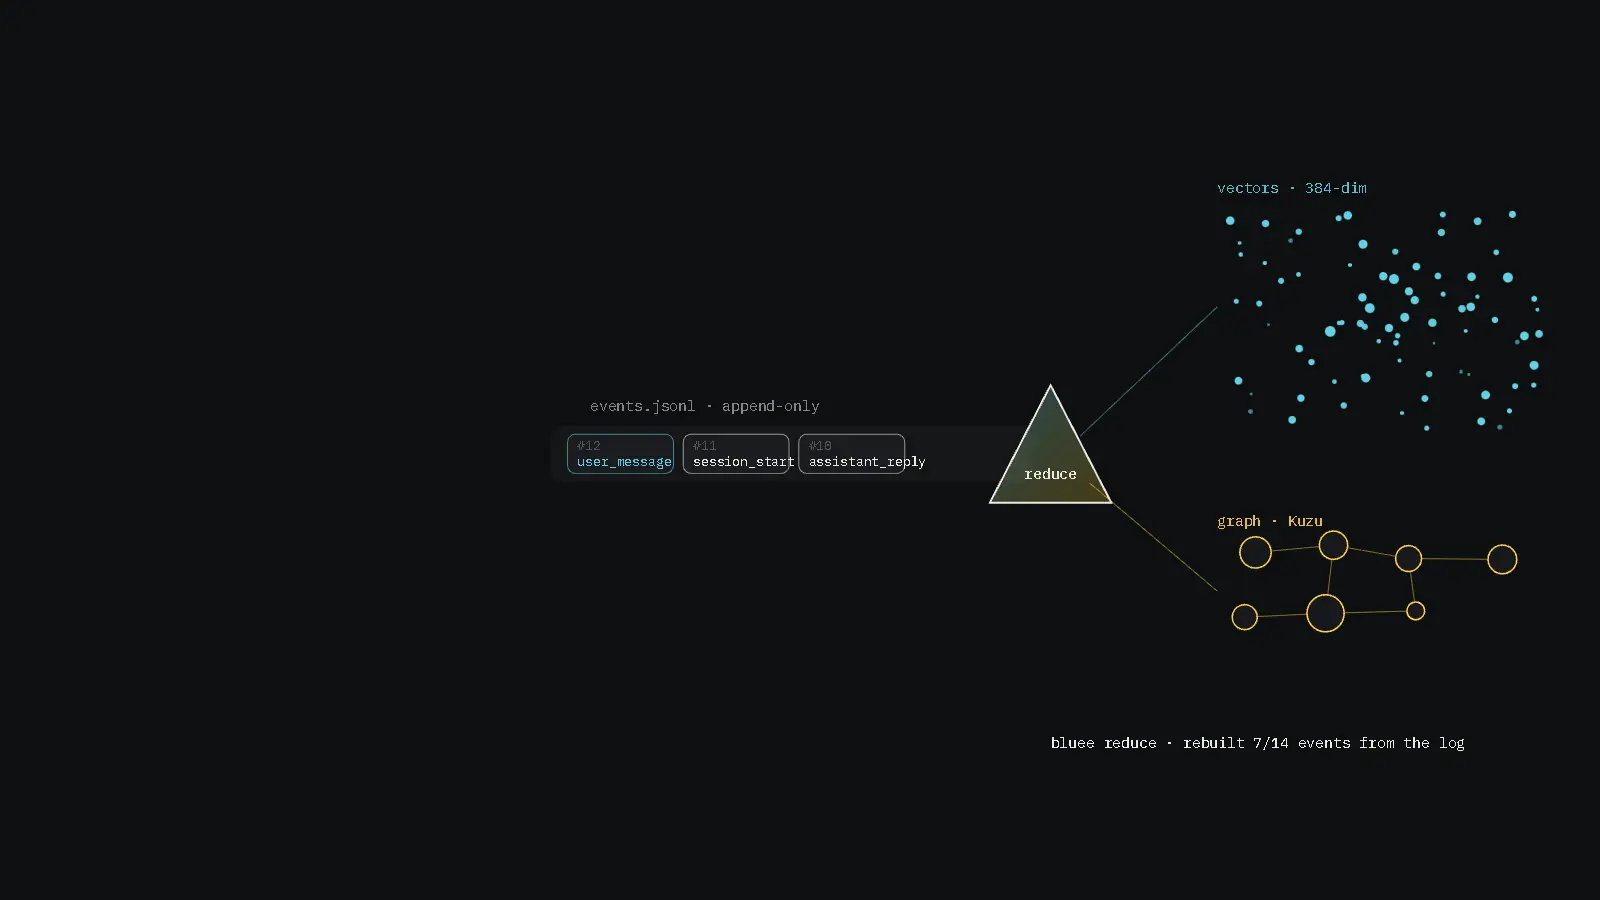 vectors · 384-dim
events.jsonl · append-only
#12
user_message
#11
session_start
#10
assistant_reply
reduce
graph · Kuzu
bluee reduce · rebuilt 7/14 events from the log